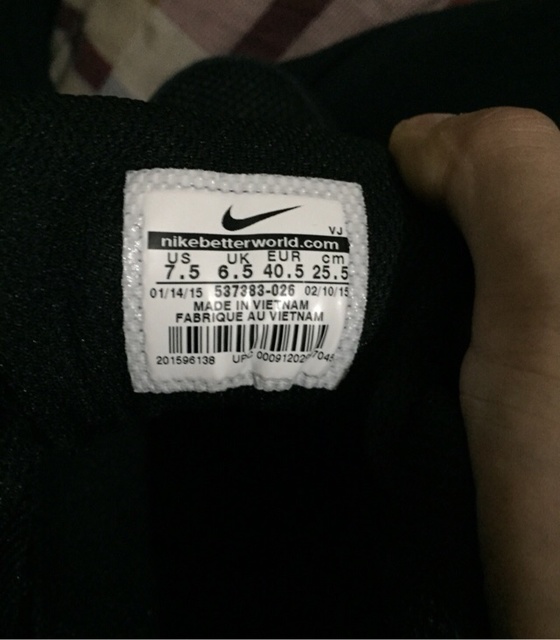 VJ
nikebetterworld.com
US UK EUR cm
7.5 6.5 40.5 25.5
01/14/15 537383-026 02/10/15
MADE IN VIETNAM
FABRIQUE AU VIETNAM
201596138 UPC